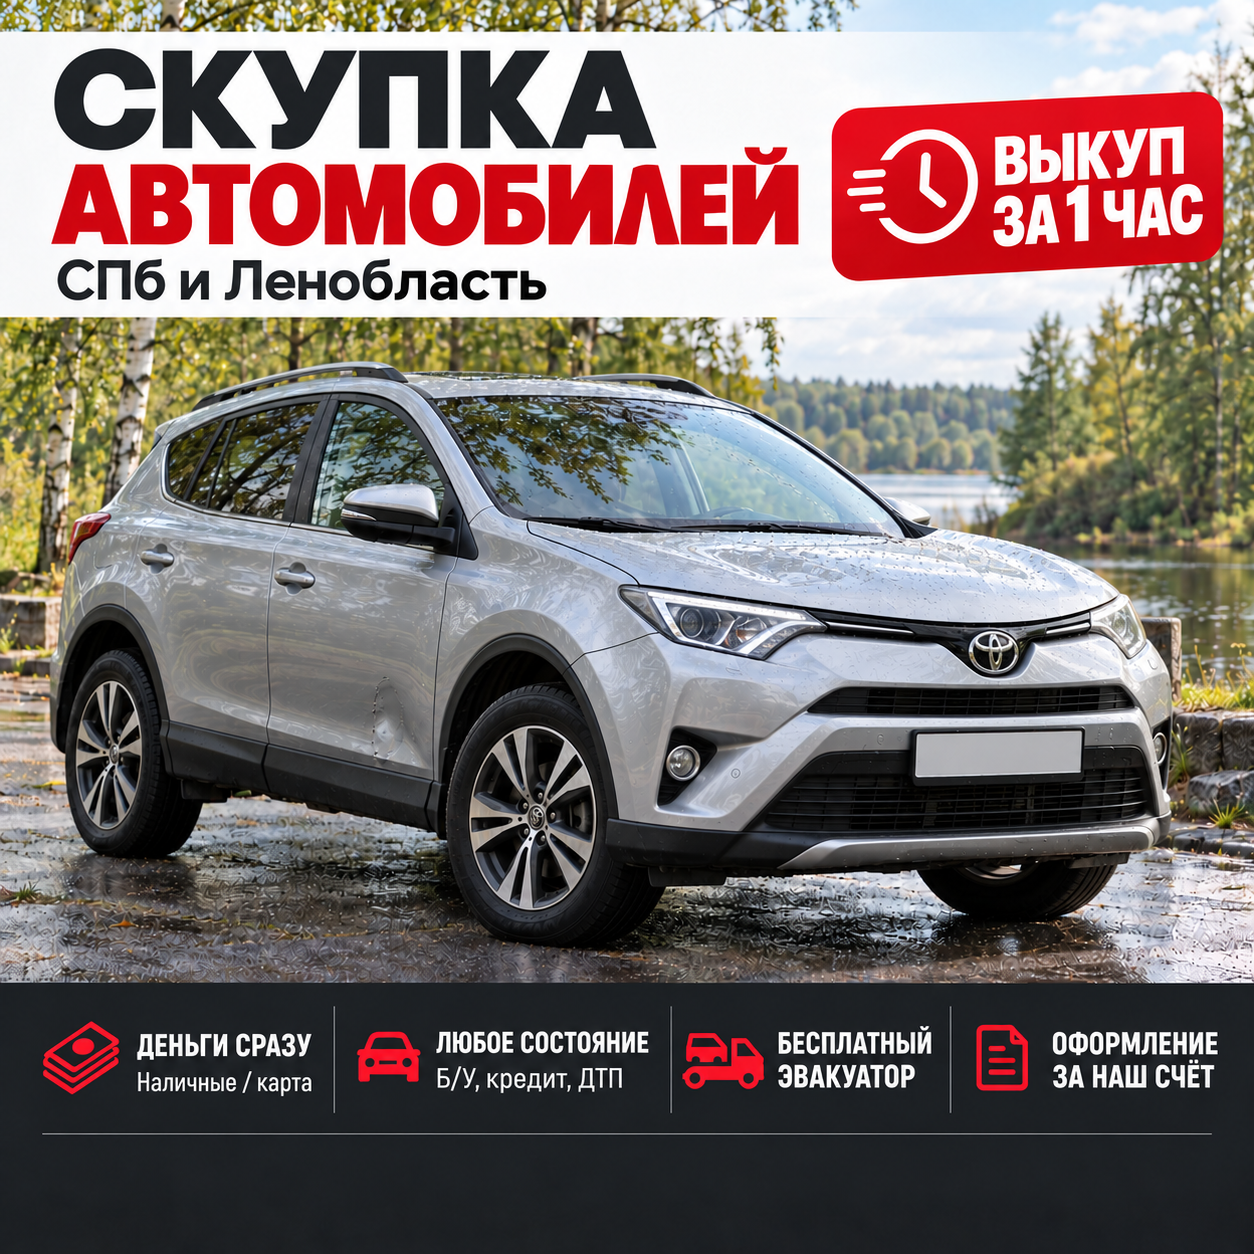 СКУПКА
АВТОМОБИЛЕЙ
СПб и Ленобласть
ВЫКУП
ЗА 1 ЧАС
ДЕНЬГИ СРАЗУ
Наличные / карта
ЛЮБОЕ СОСТОЯНИЕ
Б/У, кредит, ДТП
БЕСПЛАТНЫЙ
ЭВАКУАТОР
ОФОРМЛЕНИЕ
ЗА НАШ СЧЁТ